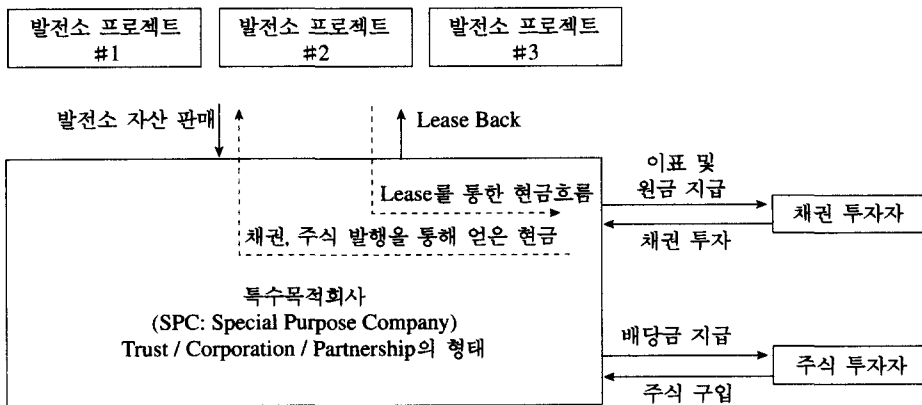 발전소 프로젝트
#1
발전소 프로젝트
#2
발전소 프로젝트
#3
발전소 자산 판매
Lease Back
Lease를 통한 현금흐름
채권, 주식 발행을 통해 얻은 현금
이표 및
원금 지급
채권 투자자
채권 투자
특수목적회사
(SPC: Special Purpose Company)
Trust / Corporation / Partnership의 형태
배당금 지급
주식 투자자
주식 구입